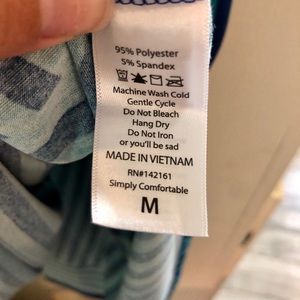 95% Polyester
5% Spandex
Machine Wash Cold
Gentle Cycle
Do Not Bleach
Hang Dry
Do Not Iron
or you'll be sad
MADE IN VIETNAM
RN#142161
Simply Comfortable
M